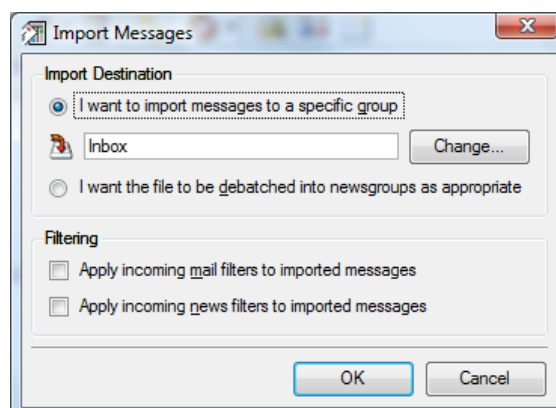 Import Messages
Import Destination
I want to import messages to a specific group
Inbox
Change...
I want the file to be debatched into newsgroups as appropriate
Filtering
Apply incoming mail filters to imported messages
Apply incoming news filters to imported messages
OK
Cancel